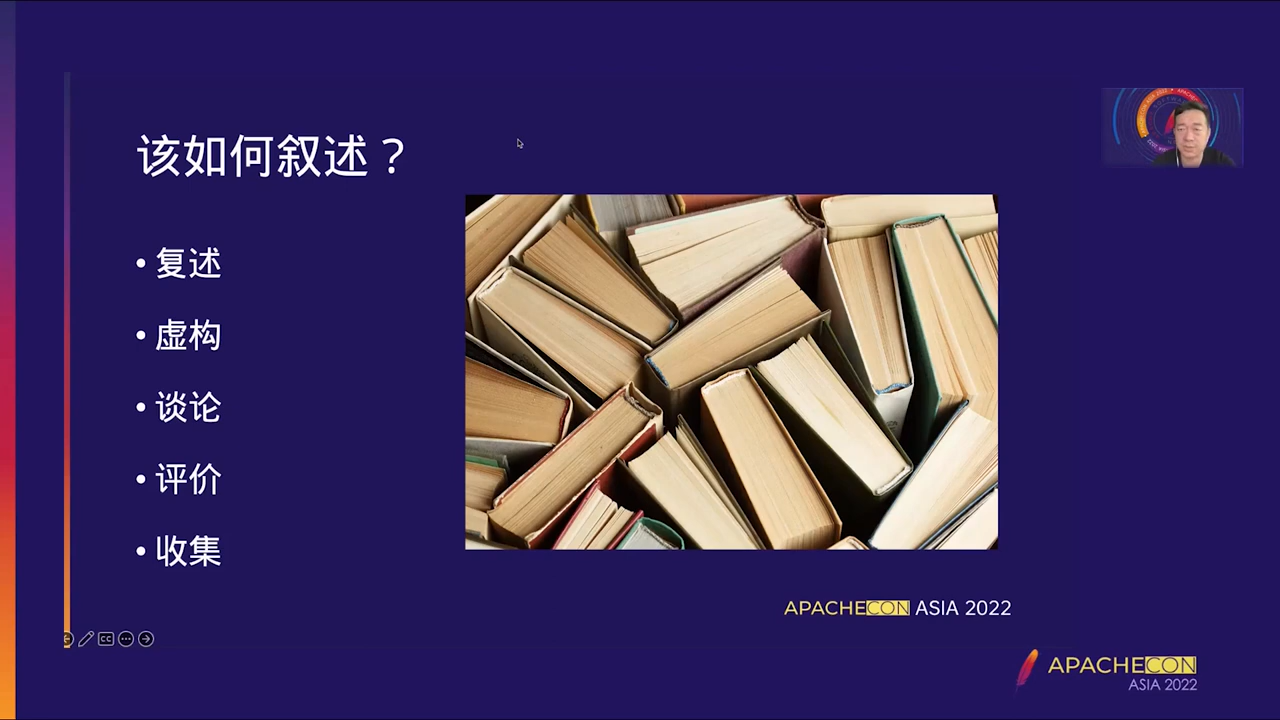 该如何叙述？
• 复述
• 虚构
• 谈论
• 评价
• 收集
APACHECON ASIA 2022
CC
APACHECON
ASIA 2022